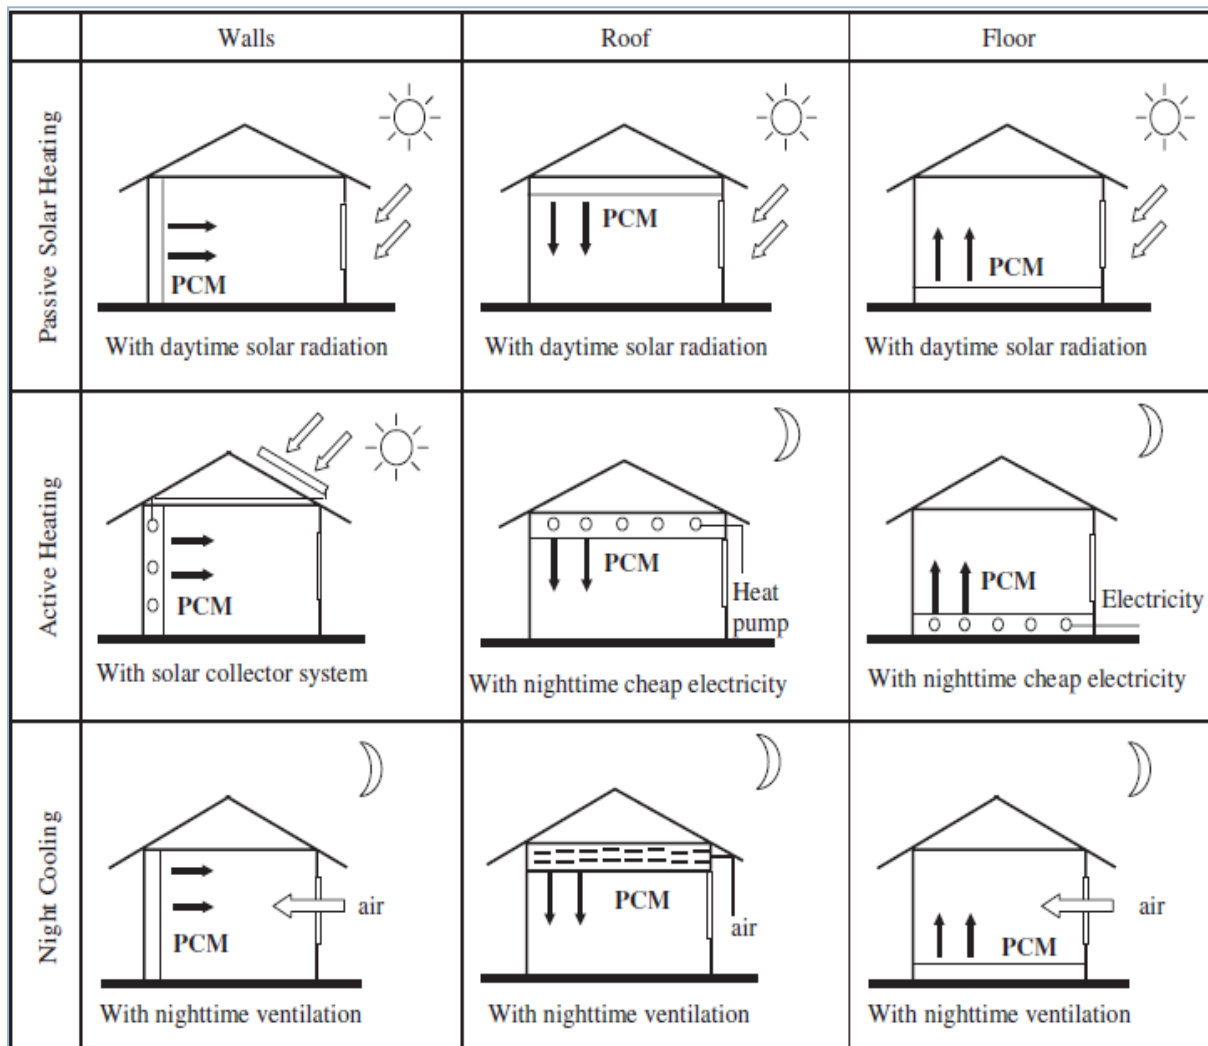 Walls
Roof
Floor
Passive Solar Heating
PCM
With daytime solar radiation
PCM
With daytime solar radiation
PCM
With daytime solar radiation
Active Heating
PCM
With solar collector system
PCM
Heat
pump
With nighttime cheap electricity
PCM
Electricity
With nighttime cheap electricity
Night Cooling
air
PCM
With nighttime ventilation
PCM
air
With nighttime ventilation
air
PCM
With nighttime ventilation